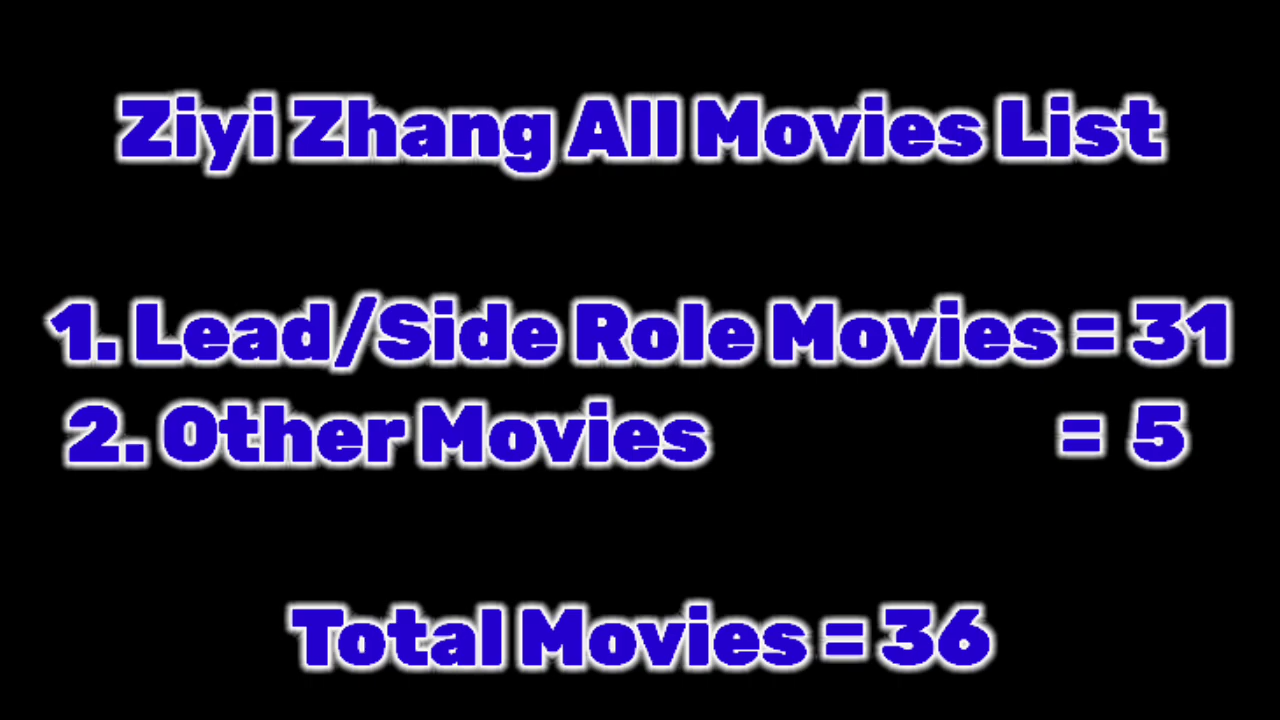 Ziyi Zhang All Movies List
1. Lead/Side Role Movies = 31
2. Other Movies = 5
Total Movies = 36